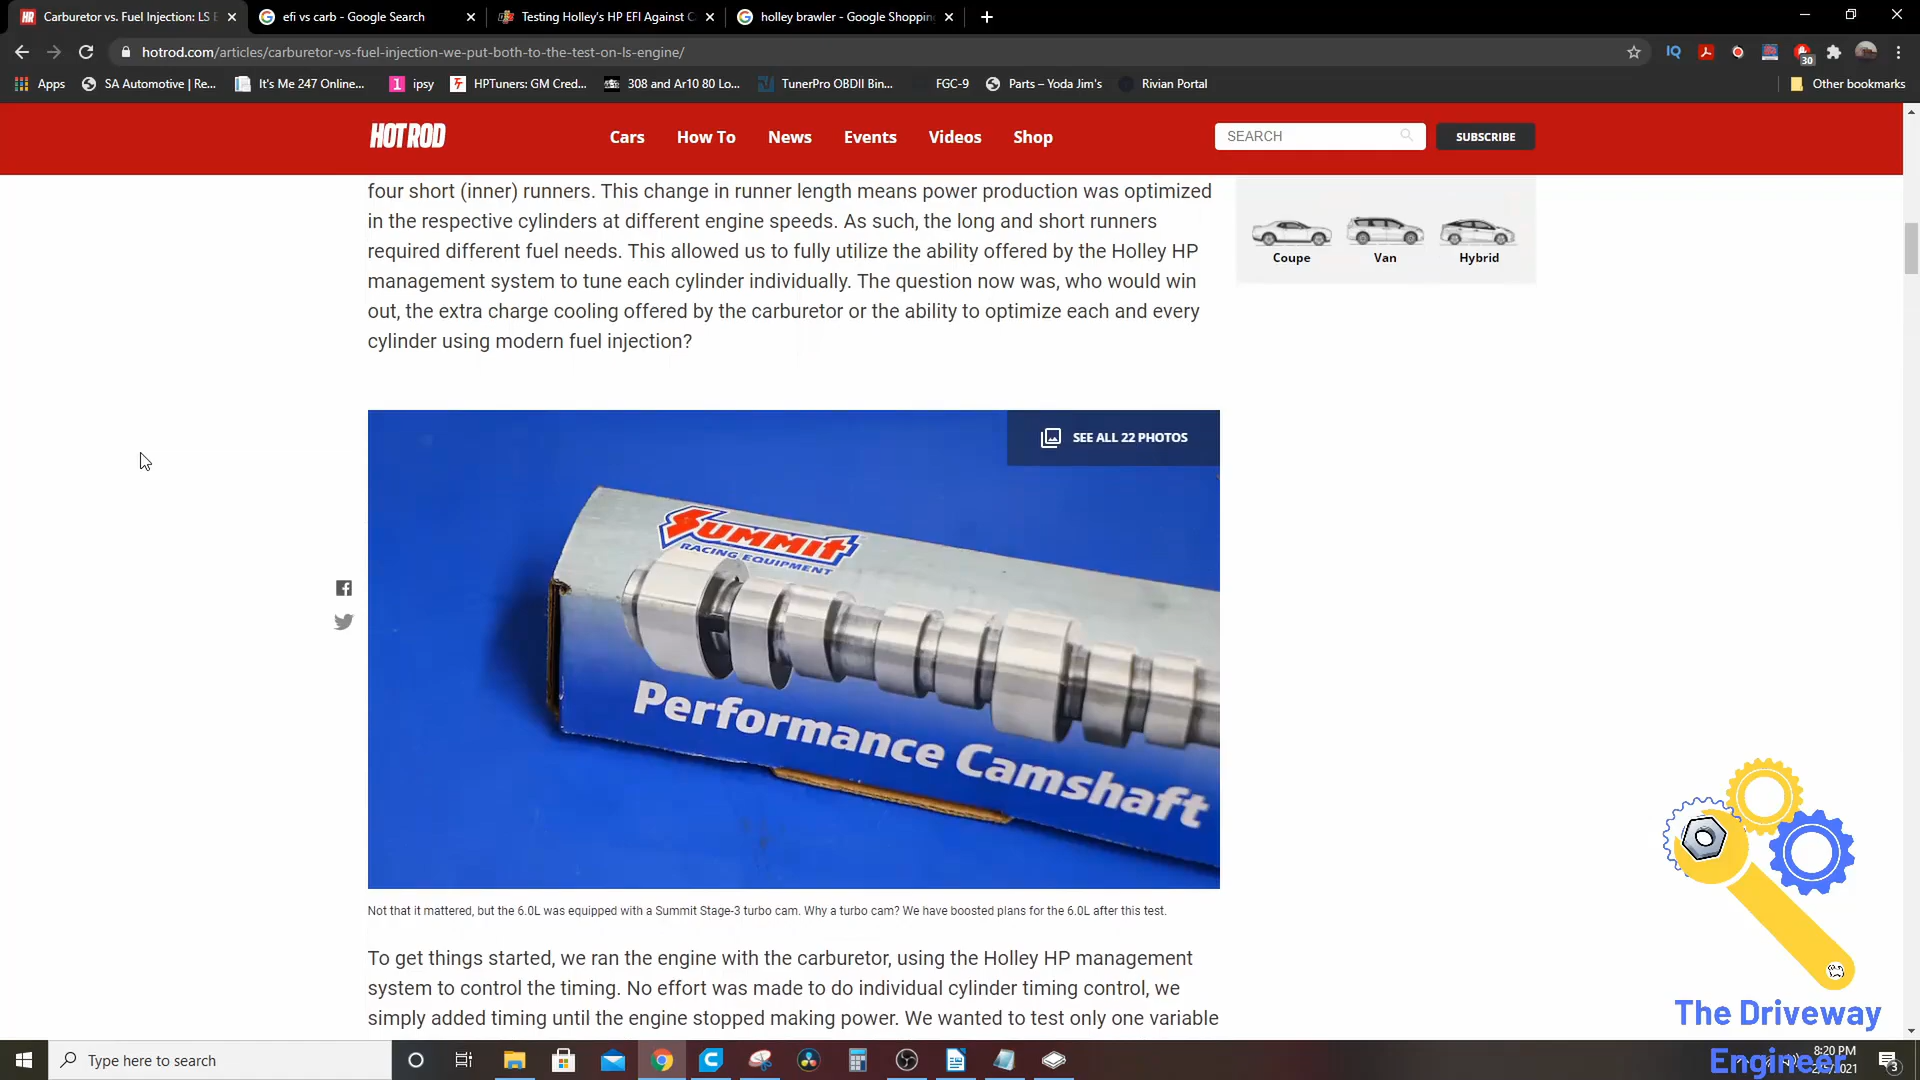 Carburetor vs. Fuel Injection: LS E
efi vs carb - Google Search
Testing Holley's HP EFI Against C
holley brawler - Google Shopping
hotrod.com/articles/carburetor-vs-fuel-injection-we-put-both-to-the-test-on-ls-engine/
IQ
30
Apps
SA Automotive | Re...
It's Me 247 Online...
ipsy
HPTuners: GM Cred...
308 and Ar10 80 Lo...
TunerPro OBDII Bin...
FGC-9
Parts – Yoda Jim's
Rivian Portal
Other bookmarks
HOT ROD
Cars
How To
News
Events
Videos
Shop
SEARCH
SUBSCRIBE
four short (inner) runners. This change in runner length means power production was optimized
in the respective cylinders at different engine speeds. As such, the long and short runners
required different fuel needs. This allowed us to fully utilize the ability offered by the Holley HP
management system to tune each cylinder individually. The question now was, who would win
out, the extra charge cooling offered by the carburetor or the ability to optimize each and every
cylinder using modern fuel injection?
Coupe
Van
Hybrid
SEE ALL 22 PHOTOS
SUMMIT
RACING EQUIPMENT
Performance Camshaft
Not that it mattered, but the 6.0L was equipped with a Summit Stage-3 turbo cam. Why a turbo cam? We have boosted plans for the 6.0L after this test.
To get things started, we ran the engine with the carburetor, using the Holley HP management
system to control the timing. No effort was made to do individual cylinder timing control, we
simply added timing until the engine stopped making power. We wanted to test only one variable
The Driveway
Engineer
Type here to search
8:20 PM
3